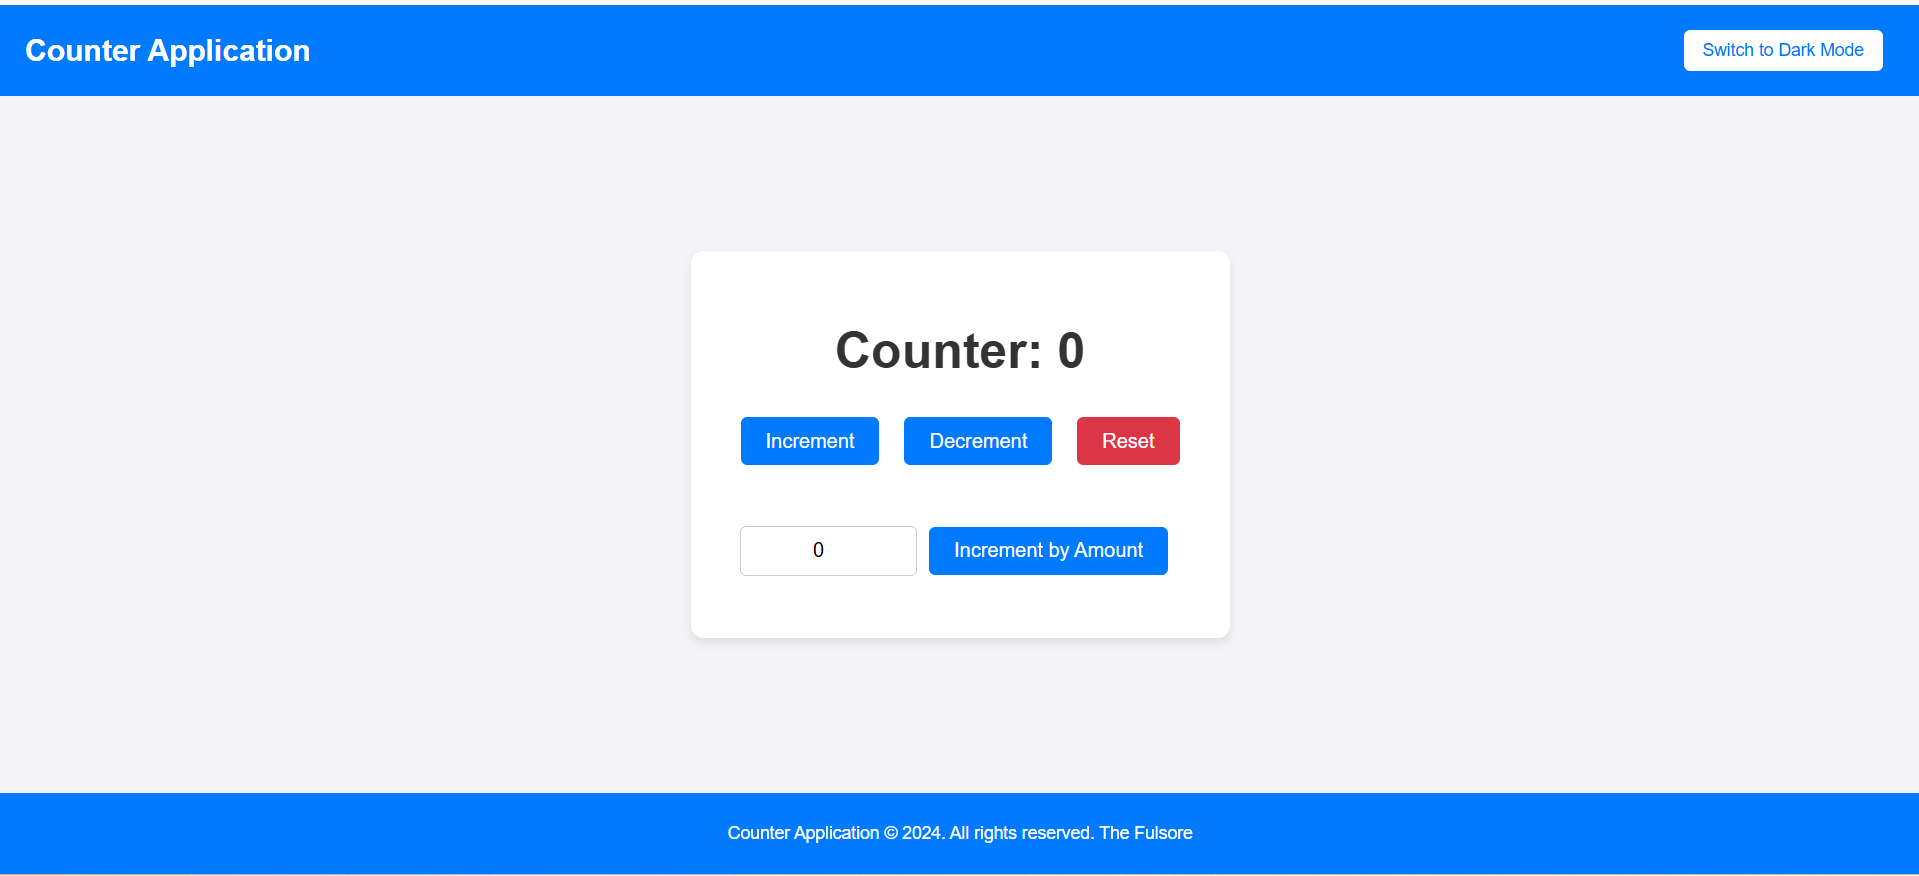 Counter Application
Switch to Dark Mode
Counter: 0
Increment
Decrement
Reset
0
Increment by Amount
Counter Application © 2024. All rights reserved. The Fulsore